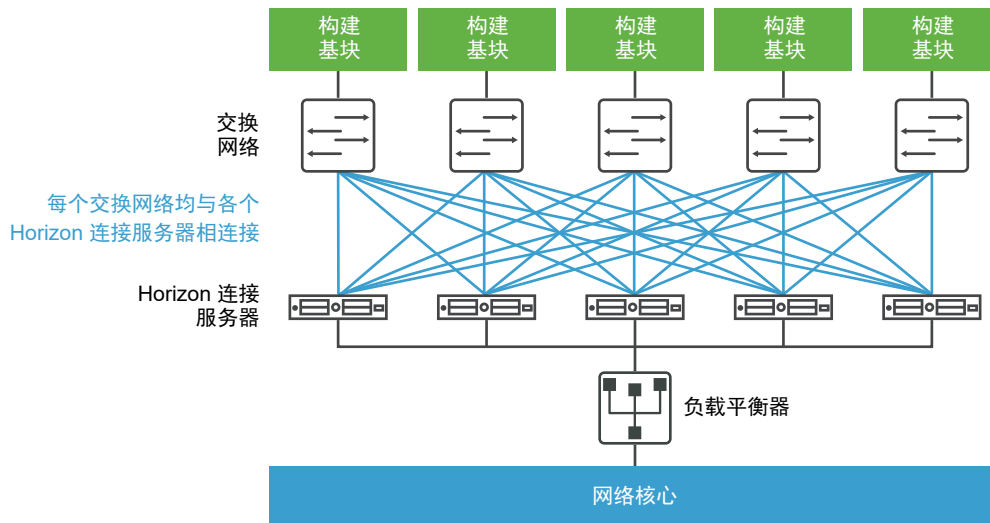 构建
基块
构建
基块
构建
基块
构建
基块
构建
基块
交换
网络
每个交换网络均与各个
Horizon 连接服务器相连接
Horizon 连接
服务器
负载平衡器
网络核心